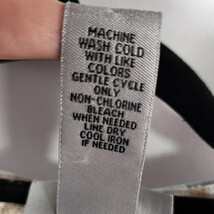 MACHINE
WASH COLD
WITH LIKE
COLORS
GENTLE CYCLE
ONLY
NON-CHLORINE
BLEACH
WHEN NEEDED
LINE DRY
COOL IRON
IF NEEDED